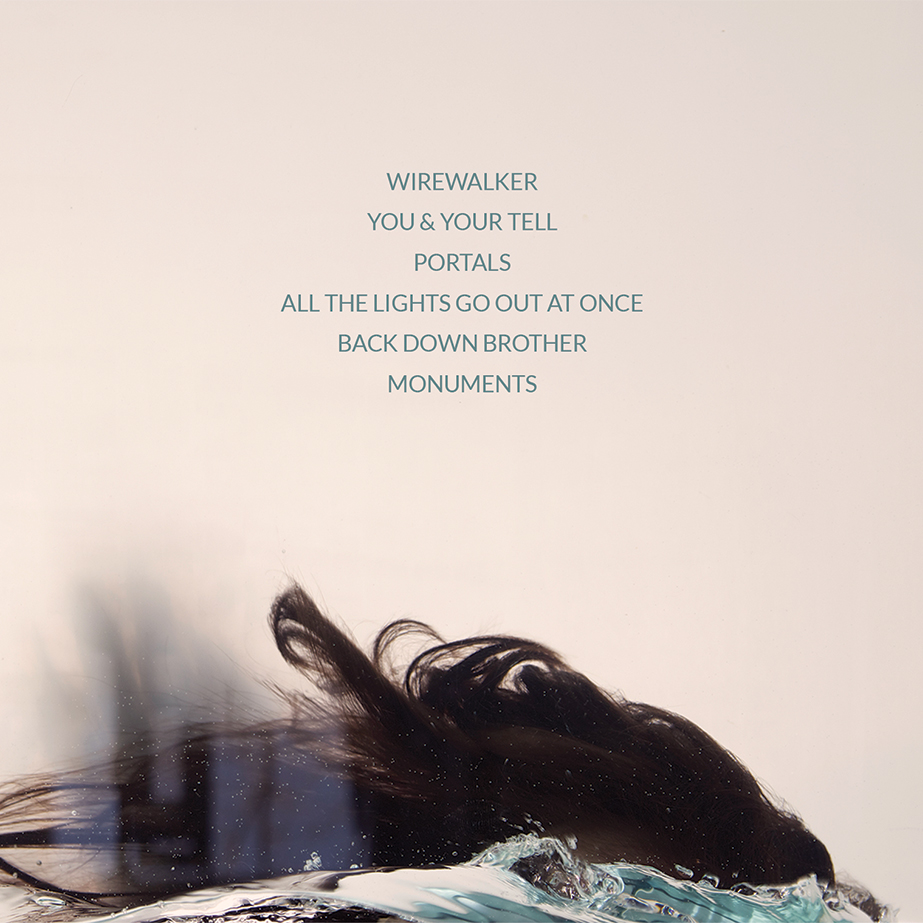 WIREWALKER
YOU & YOUR TELL
PORTALS
ALL THE LIGHTS GO OUT AT ONCE
BACK DOWN BROTHER
MONUMENTS